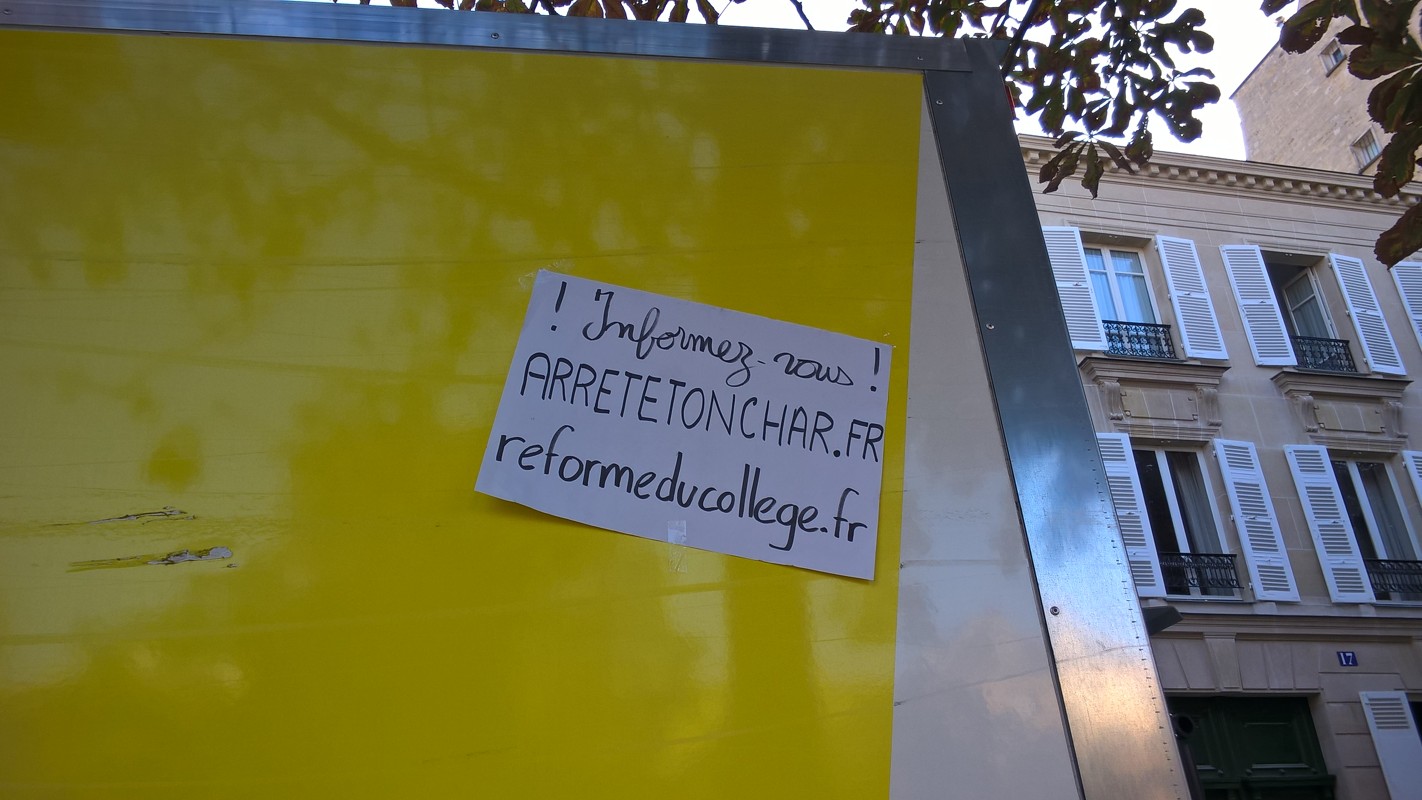 ! Informez-vous !
ARRETETONCHAR.FR
reformeducollege.fr
17